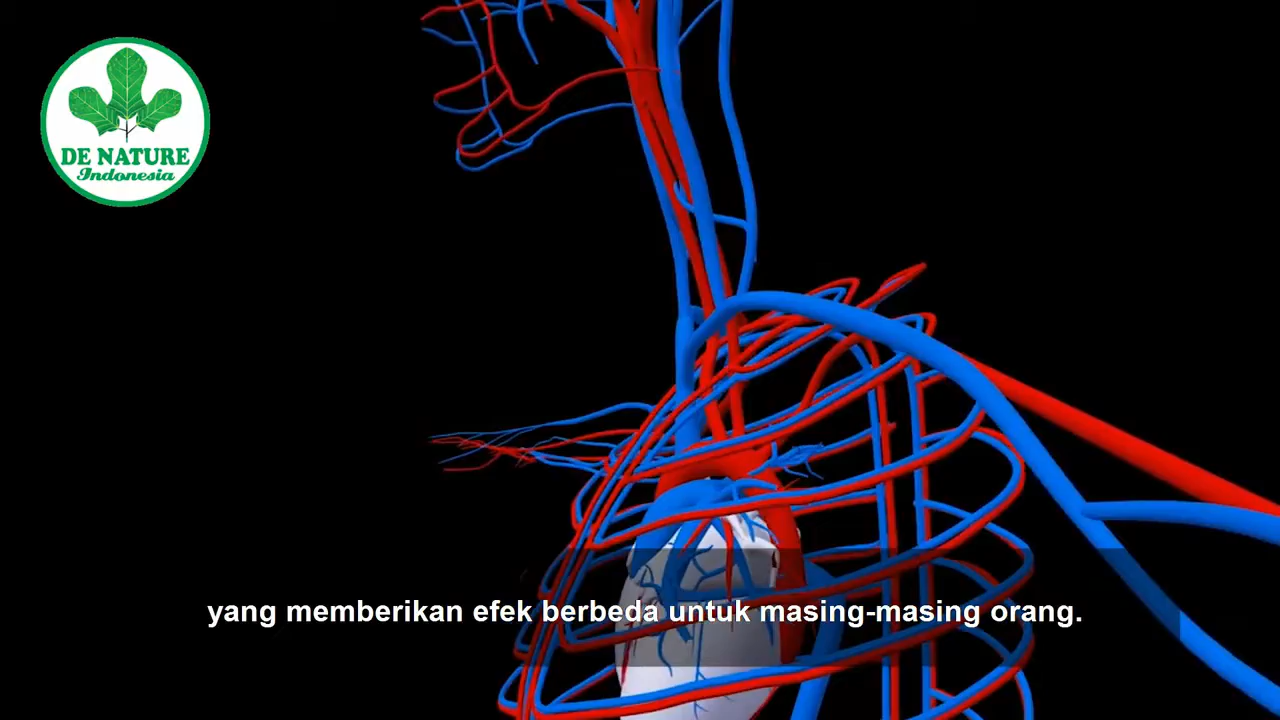 DE NATURE
Indonesia
yang memberikan efek berbeda untuk masing-masing orang.